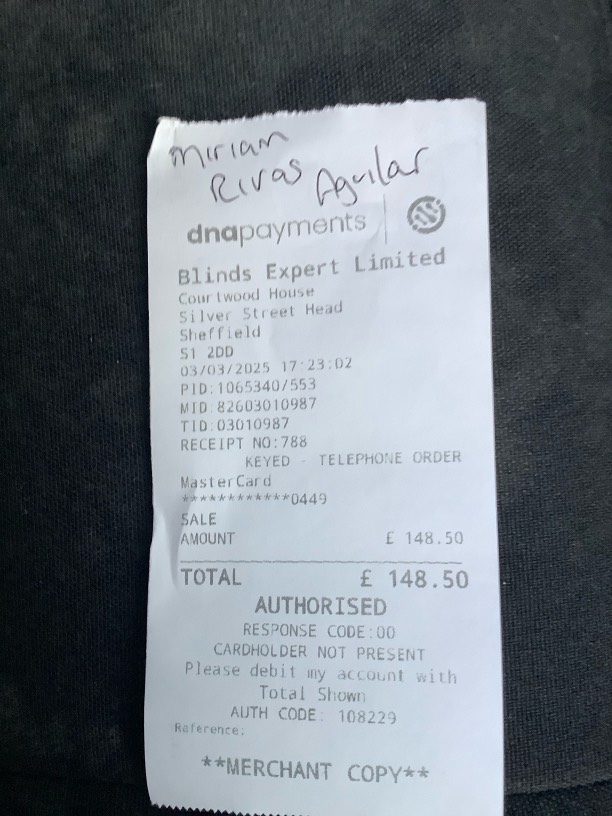 Miriam
Rivas Aguilar
dnapayments
Blinds Expert Limited
Courtwood House
Silver Street Head
Sheffield
S1 2DD
03/03/2025 17:23:02
PID:1065340/553
MID:82603010987
TID:03010987
RECEIPT NO:788
KEYED - TELEPHONE ORDER
MasterCard
************0449
SALE
AMOUNT £ 148.50
TOTAL £ 148.50
AUTHORISED
RESPONSE CODE:00
CARDHOLDER NOT PRESENT
Please debit my account with
Total Shown
AUTH CODE: 108229
Reference:
**MERCHANT COPY**